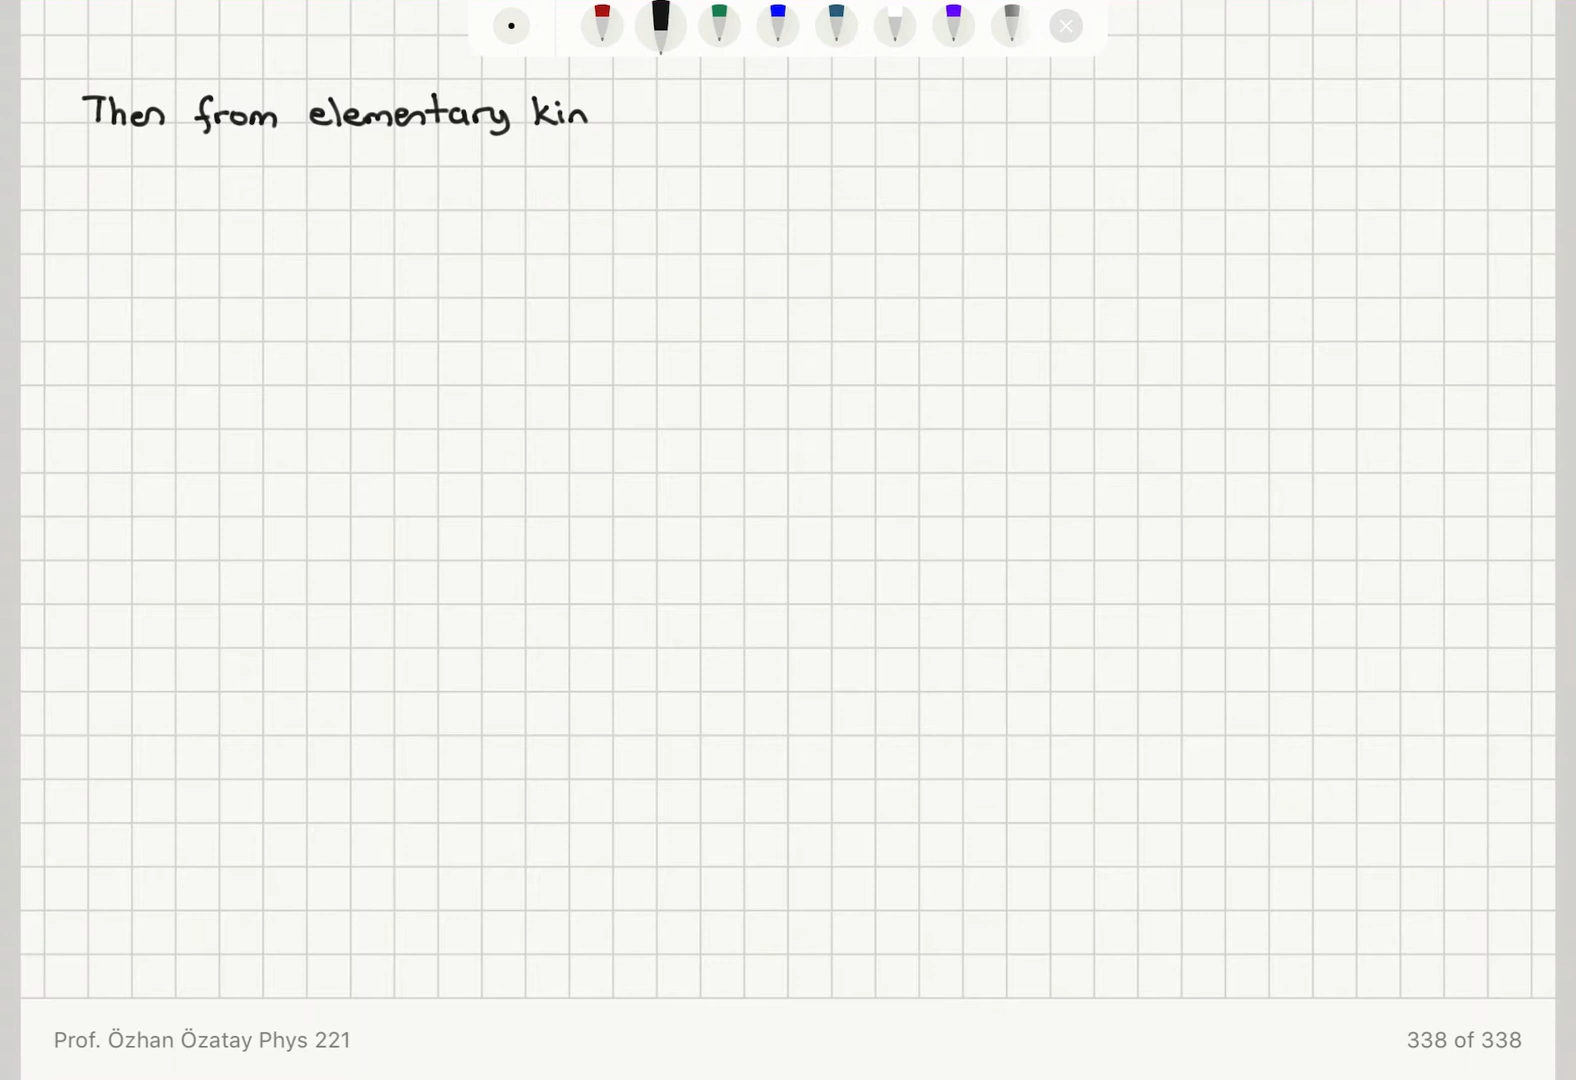 Then from elementary kin
Prof. Özhan Özatay Phys 221
338 of 338